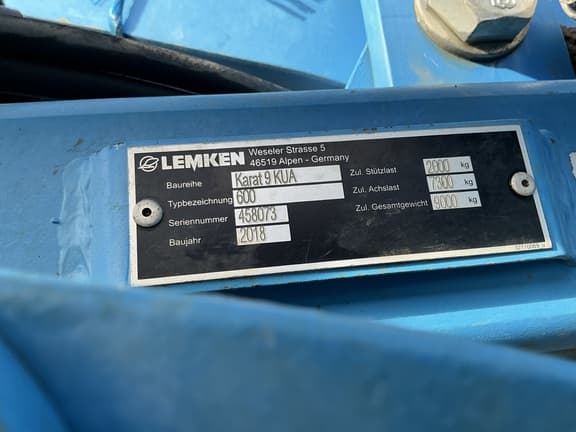 LEMKEN Weseler Strasse 5
46519 Alpen - Germany
Baureihe Karat 9 KUA
Typbezeichnung 600
Seriennummer 458073
Baujahr 2018
Zul. Stützlast 2900 kg
Zul. Achslast 7300 kg
Zul. Gesamtgewicht 9000 kg